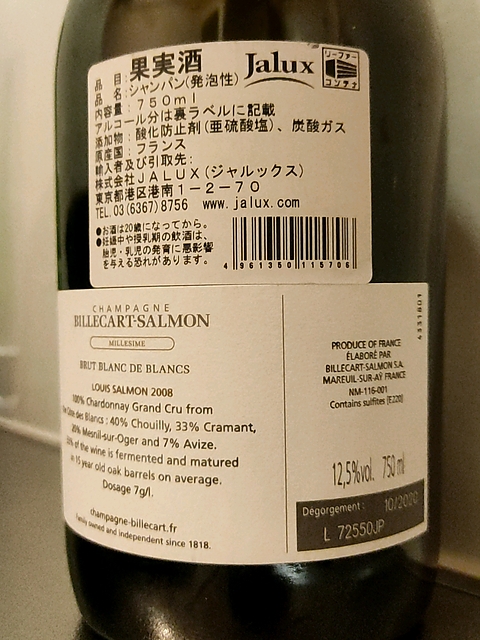 品 目:果実酒
品 名:シャンパン(発泡性)
内容量:750ml
アルコール分は裏ラベルに記載
添加物:酸化防止剤(亜硫酸塩)、炭酸ガス
原産国:フランス
輸入者及び引取先:
株式会社JALUX(ジャルックス)
東京都港区港南1-2-70
TEL.03(6367)8756 www.jalux.com
Jalux
リーファー
コンテナ
●お酒は20歳になってから。
●妊娠中や授乳期の飲酒は、
胎児・乳児の発育に悪影響
を与える恐れがあります。
4 961350 115706
CHAMPAGNE
BILLECART-SALMON
MILLESIME
BRUT BLANC DE BLANCS
LOUIS SALMON 2008
100% Chardonnay Grand Cru from
Côte des Blancs : 40% Chouilly, 33% Cramant,
20% Mesnil-sur-Oger and 7% Avize.
of the wine is fermented and matured
in 15 year old oak barrels on average.
Dosage 7g/l.
champagne-billecart.fr
Family owned and independent since 1818.
PRODUCE OF FRANCE
ÉLABORÉ PAR
BILLECART-SALMON S.A.
MAREUIL-SUR-AŸ FRANCE
NM-116-001
Contains sulfites (E220)
12,5%vol. 750 ml
Dégorgement : 10/2020
L 72550JP